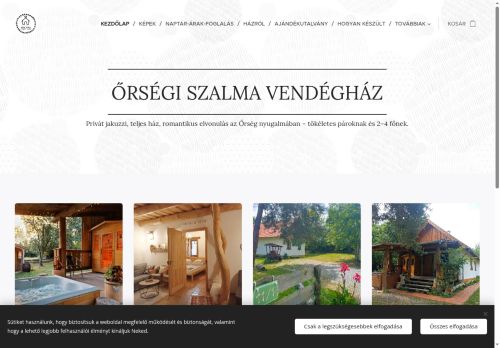 KEZDŐLAP / KÉPEK / NAPTÁR-ÁRAK-FOGLALÁS / HÁZRÓL / AJÁNDÉKUTALVÁNY / HOGYAN KÉSZÜLT / TOVÁBBIAK
KOSÁR
ŐRSÉGI SZALMA VENDÉGHÁZ
Privát jakuzzi, teljes ház, romantikus elvonulás az Őrség nyugalmában – tökéletes pároknak és 2-4 főnek.
Sütiket használunk, hogy biztosítsuk a weboldal megfelelő működését és biztonságát, valamint
hogy a lehető legjobb felhasználói élményt kínáljuk Neked.
Csak a legszükségesebbek elfogadása
Összes elfogadása